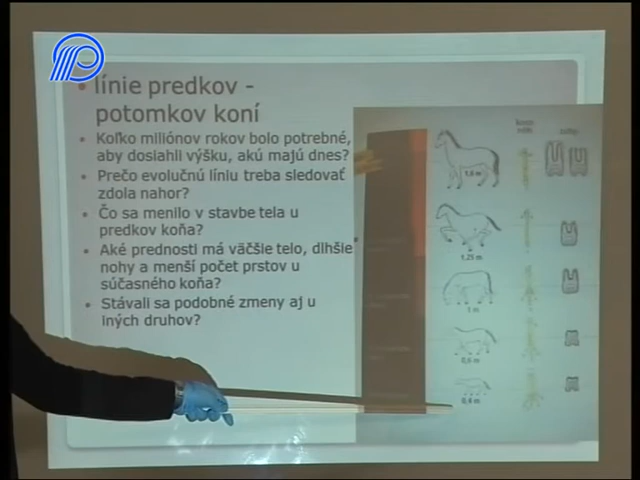 línie predkov -
potomkov koní
Koľko miliónov rokov bolo potrebné,
aby dosiahli výšku, akú majú dnes?
Prečo evolučnú líniu treba sledovať
zdola nahor?
Čo sa menilo v stavbe tela u
predkov koňa?
Aké prednosti má väčšie telo, dlhšie
nohy a menší počet prstov u
súčasného koňa?
Stávali sa podobné zmeny aj u
iných druhov?
1,6 m
1,25 m
1 m
0,6 m
0,4 m
zuby